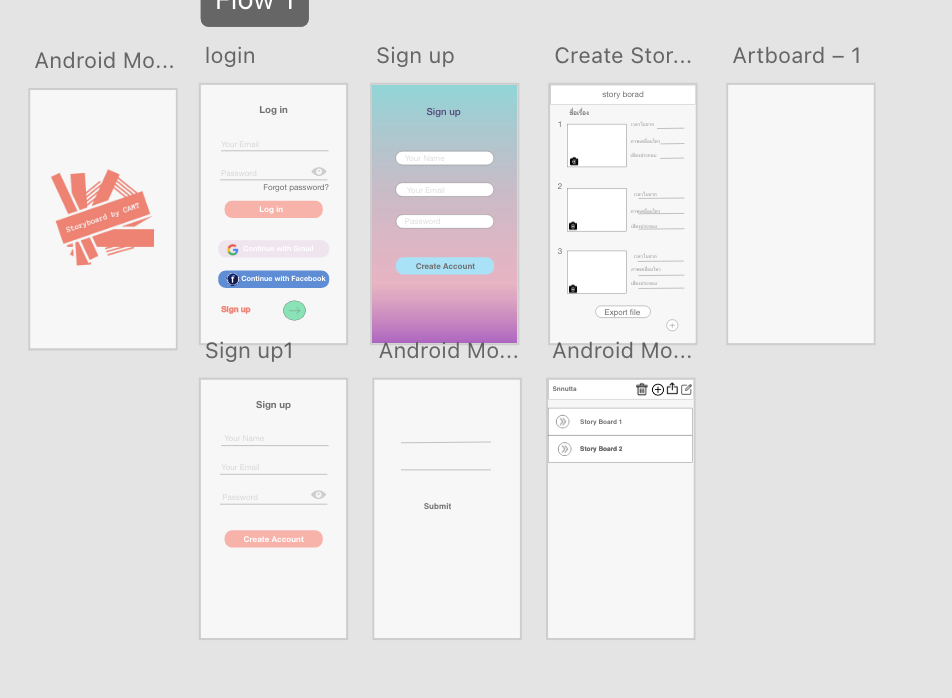 Flow 1
Android Mo...
login
Sign up
Create Stor...
Artboard – 1
Storyboard by CANT
Log in
Your Email
Password
Forgot password?
Log in
Continue with Gmail
Continue with Facebook
Sign up
Sign up
Your Name
Your Email
Password
Create Account
story borad
ชื่อเรื่อง
1
2
3
Export file
Sign up1
Android Mo...
Android Mo...
Sign up
Your Name
Your Email
Password
Create Account
Submit
Snnutta
Story Board 1
Story Board 2